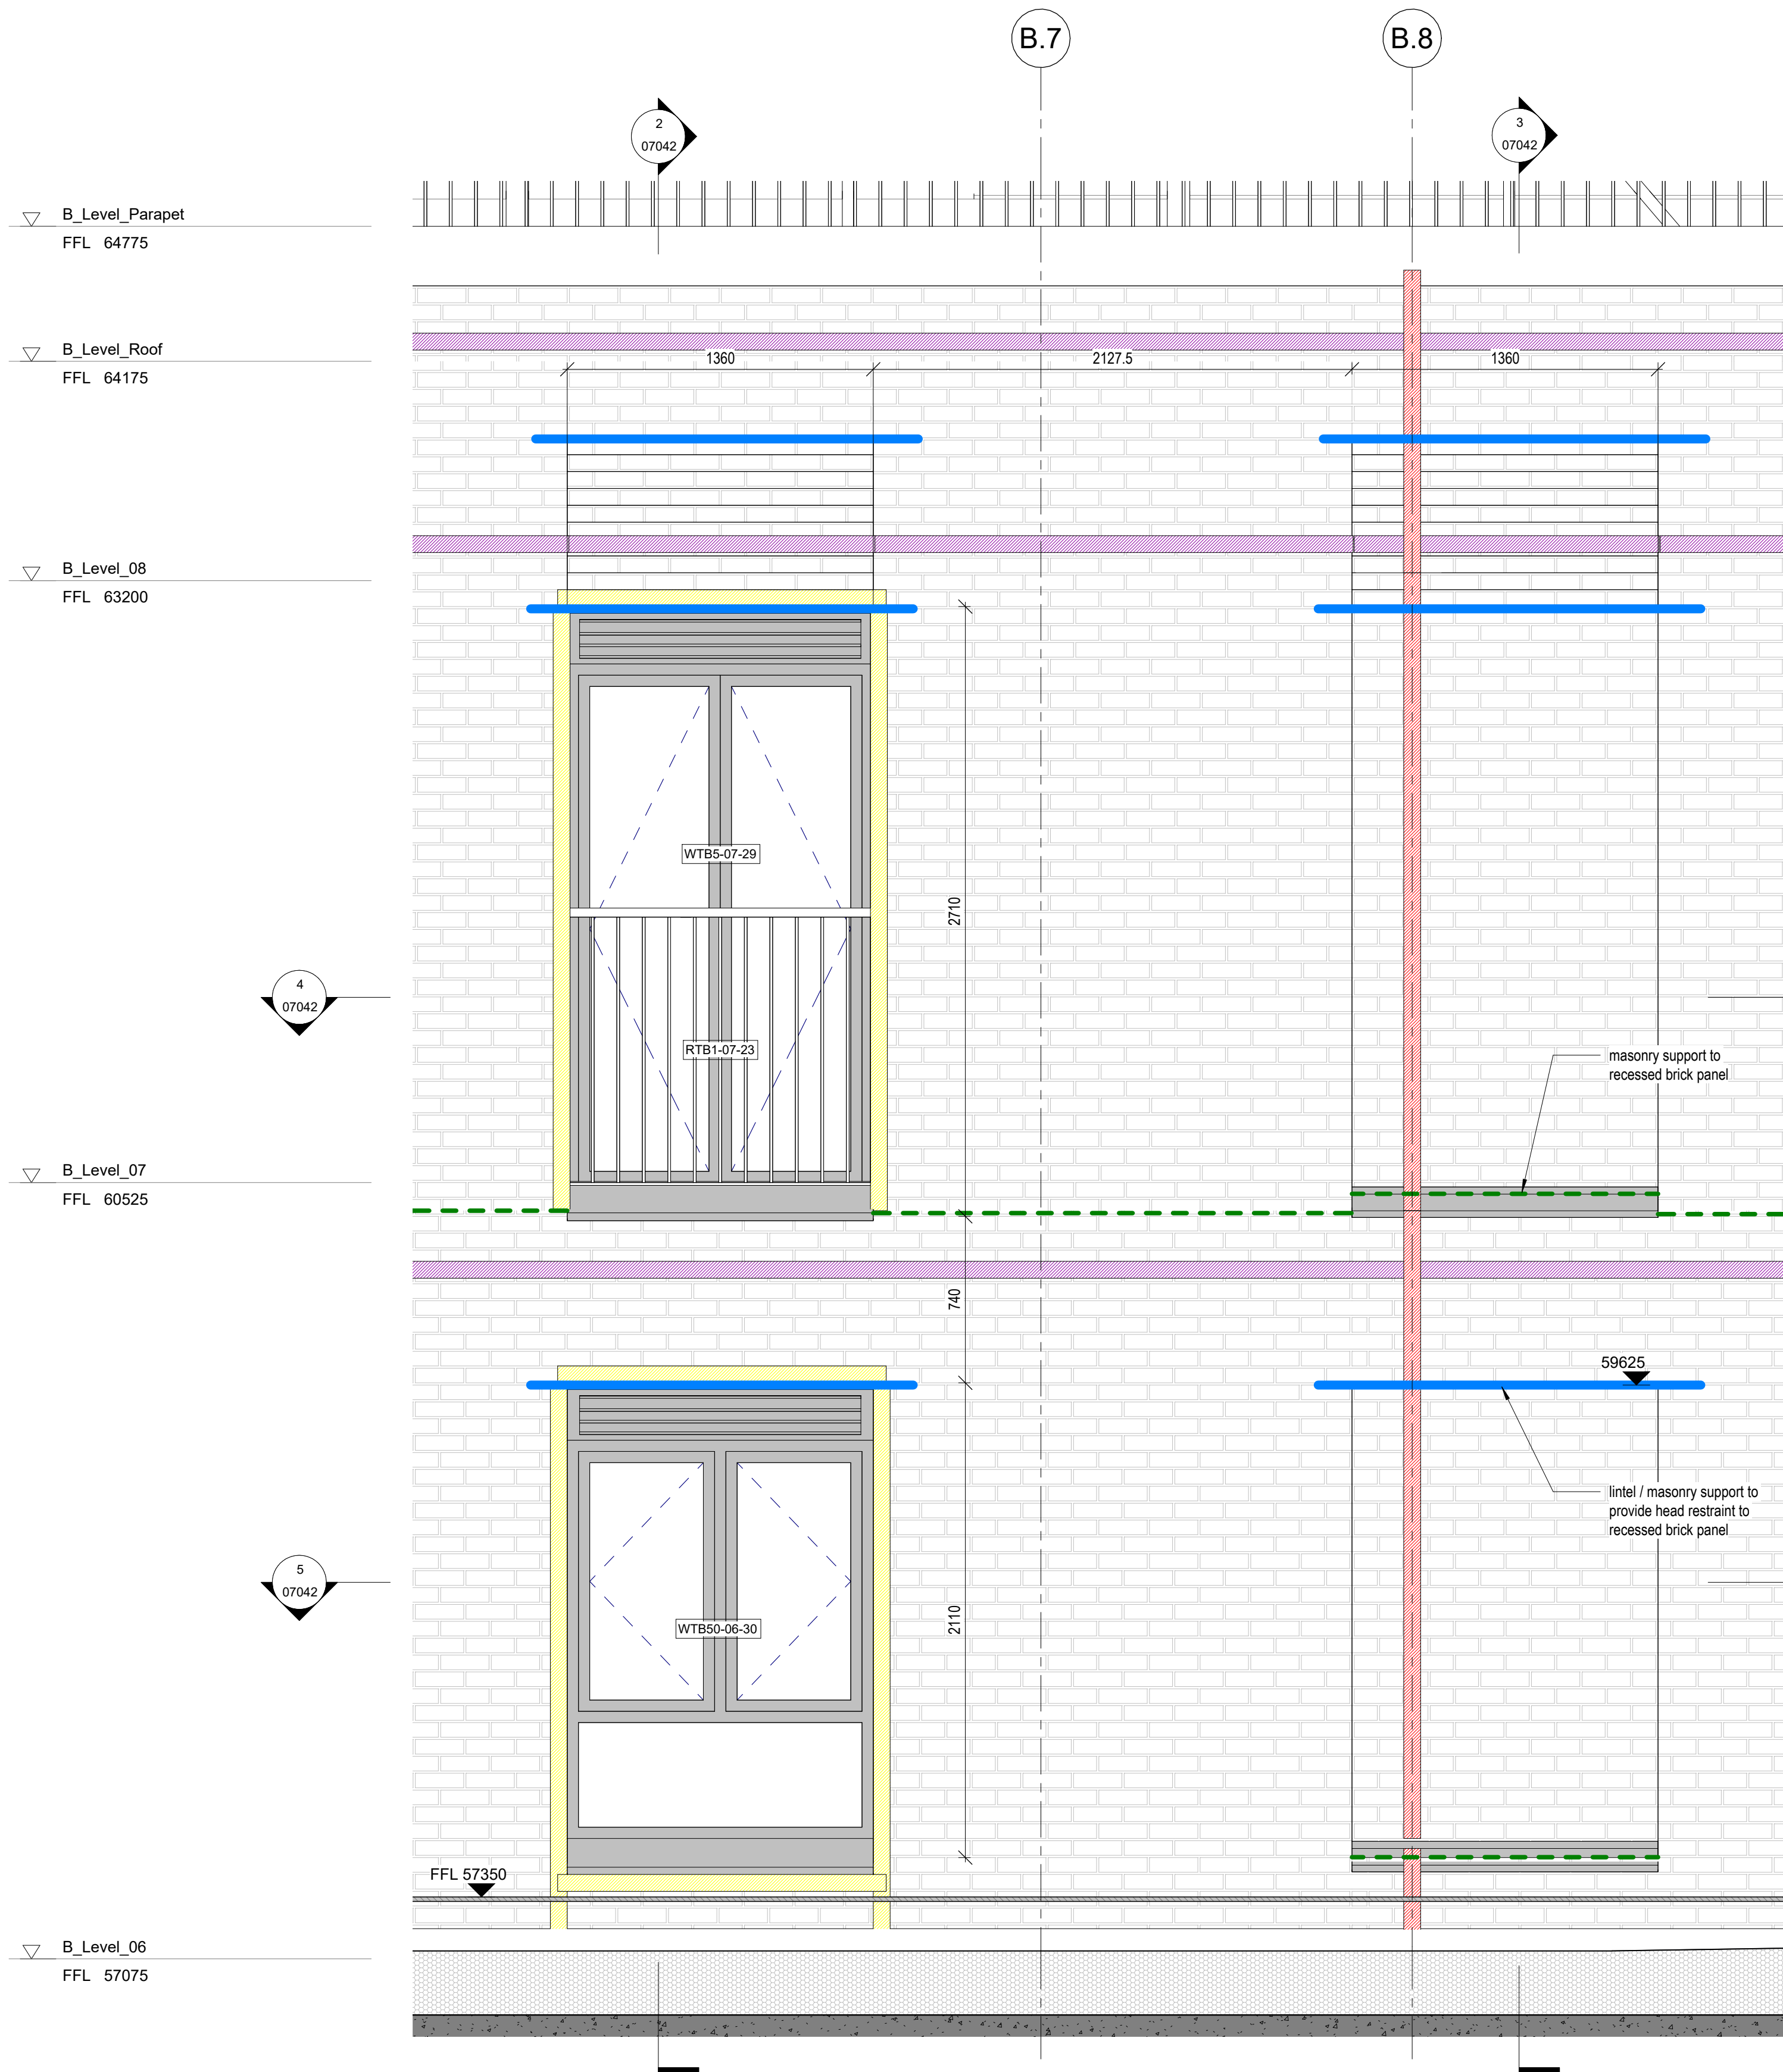 B.7
B.8
2
07042
3
07042
B_Level_Parapet
FFL 64775
B_Level_Roof
FFL 64175
1360
2127.5
1360
B_Level_08
FFL 63200
WTB5-07-29
2710
4
07042
RTB1-07-23
masonry support to
recessed brick panel
B_Level_07
FFL 60525
740
59625
lintel / masonry support to
provide head restraint to
recessed brick panel
5
07042
2110
WTB50-06-30
FFL 57350
B_Level_06
FFL 57075